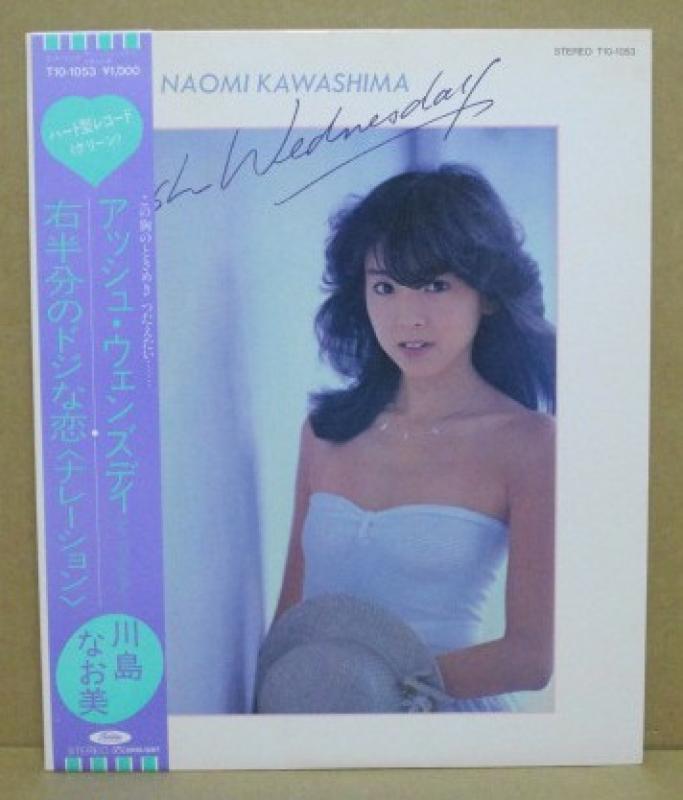 T10-1053 ¥1,000
ハート型レコード
(グリーン)
この胸のときめき つたえたい……
アッシュ・ウェンズデイ
右半分のドジな恋〈ナレーション〉
川島
なお美
STEREO
NAOMI KAWASHIMA
STEREO T10-1053
sh Wednesday